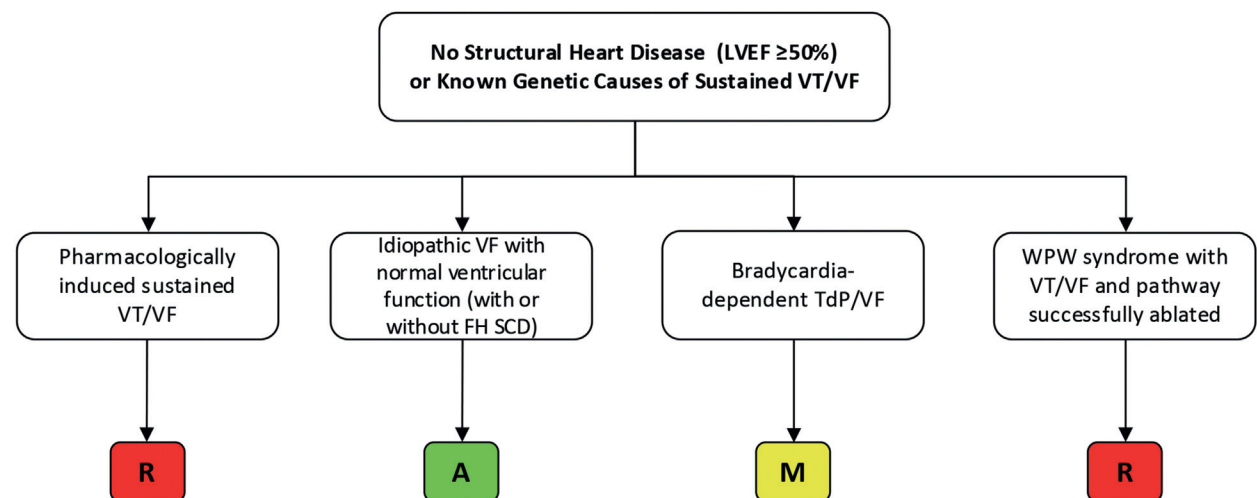 No Structural Heart Disease (LVEF ≥50%)
or Known Genetic Causes of Sustained VT/VF
Pharmacologically
induced sustained
VT/VF
Idiopathic VF with
normal ventricular
function (with or
without FH SCD)
Bradycardia-
dependent TdP/VF
WPW syndrome with
VT/VF and pathway
successfully ablated
R
A
M
R